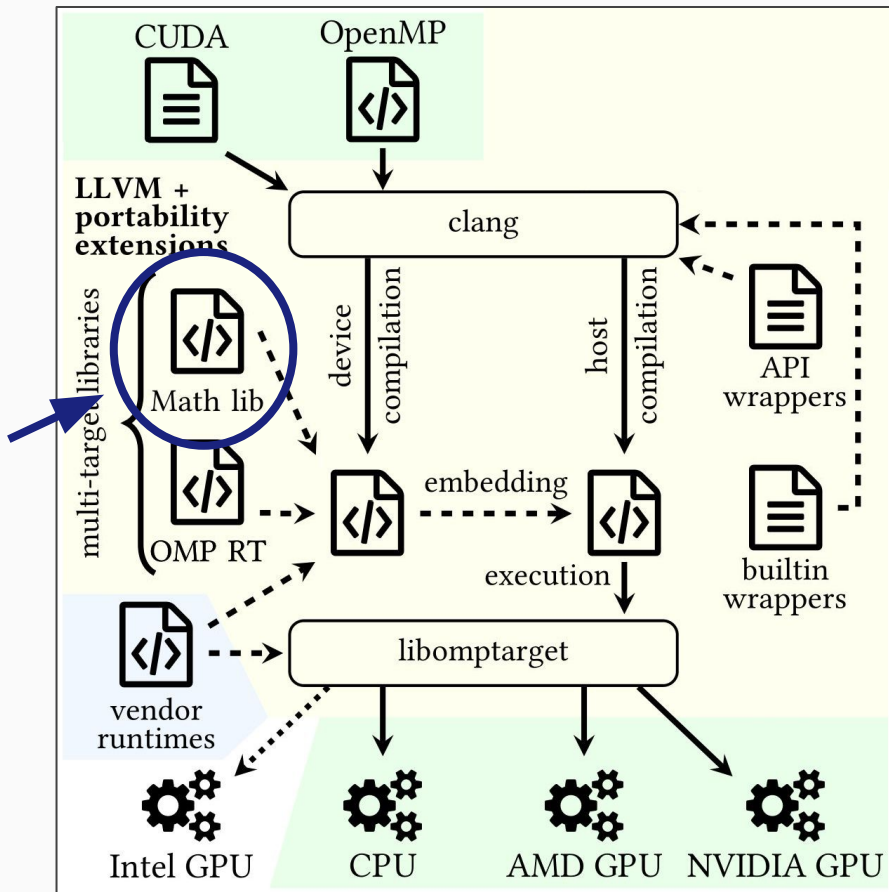 CUDA
OpenMP
LLVM +
portability
extensions
clang
multi-target libraries
Math lib
device
compilation
host
compilation
API
wrappers
OMP RT
embedding
execution
builtin
wrappers
libomptarget
vendor
runtimes
Intel GPU
CPU
AMD GPU
NVIDIA GPU